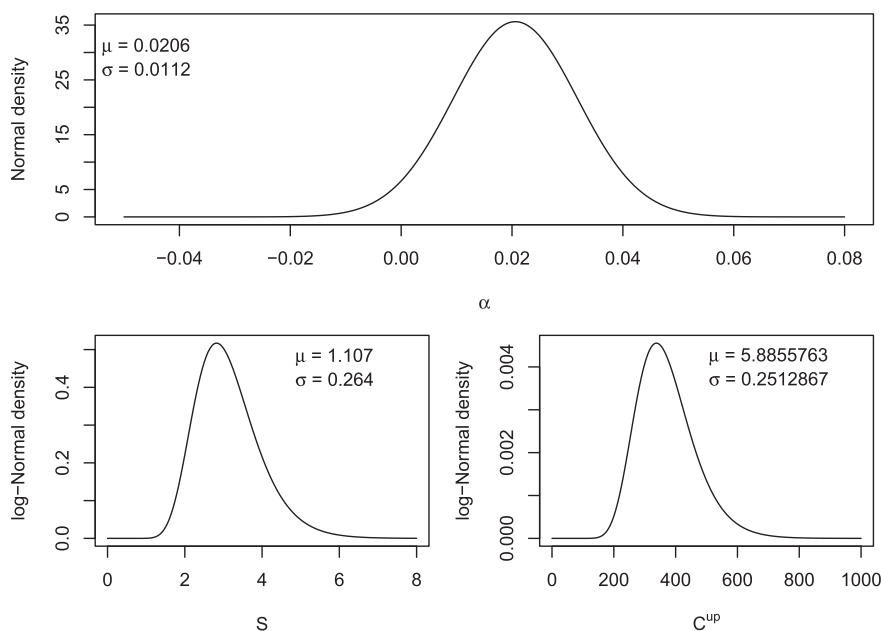 Normal density
35
25
15
5
0
μ = 0.0206
σ = 0.0112
−0.04 −0.02 0.00 0.02 0.04 0.06 0.08
α
log−Normal density
0.4
0.2
0.0
μ = 1.107
σ = 0.264
0 2 4 6 8
S
log−Normal density
0.004
0.002
0.000
μ = 5.8855763
σ = 0.2512867
0 200 400 600 800 1000
C^up